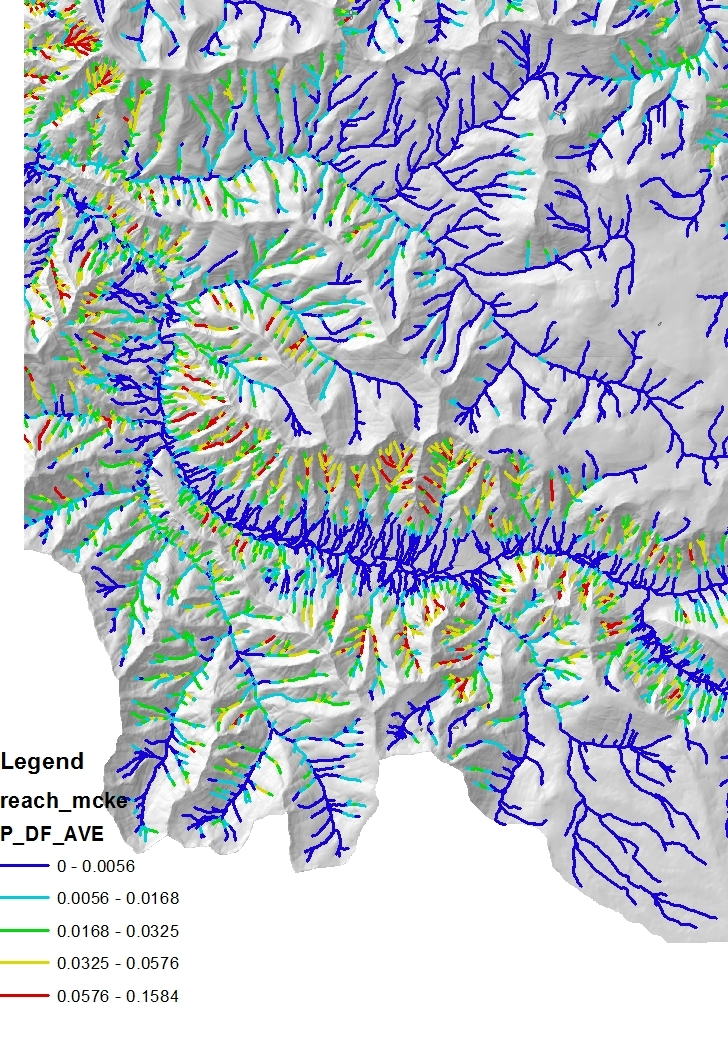 Legend
reach_mcke
P_DF_AVE
0 - 0.0056
0.0056 - 0.0168
0.0168 - 0.0325
0.0325 - 0.0576
0.0576 - 0.1584